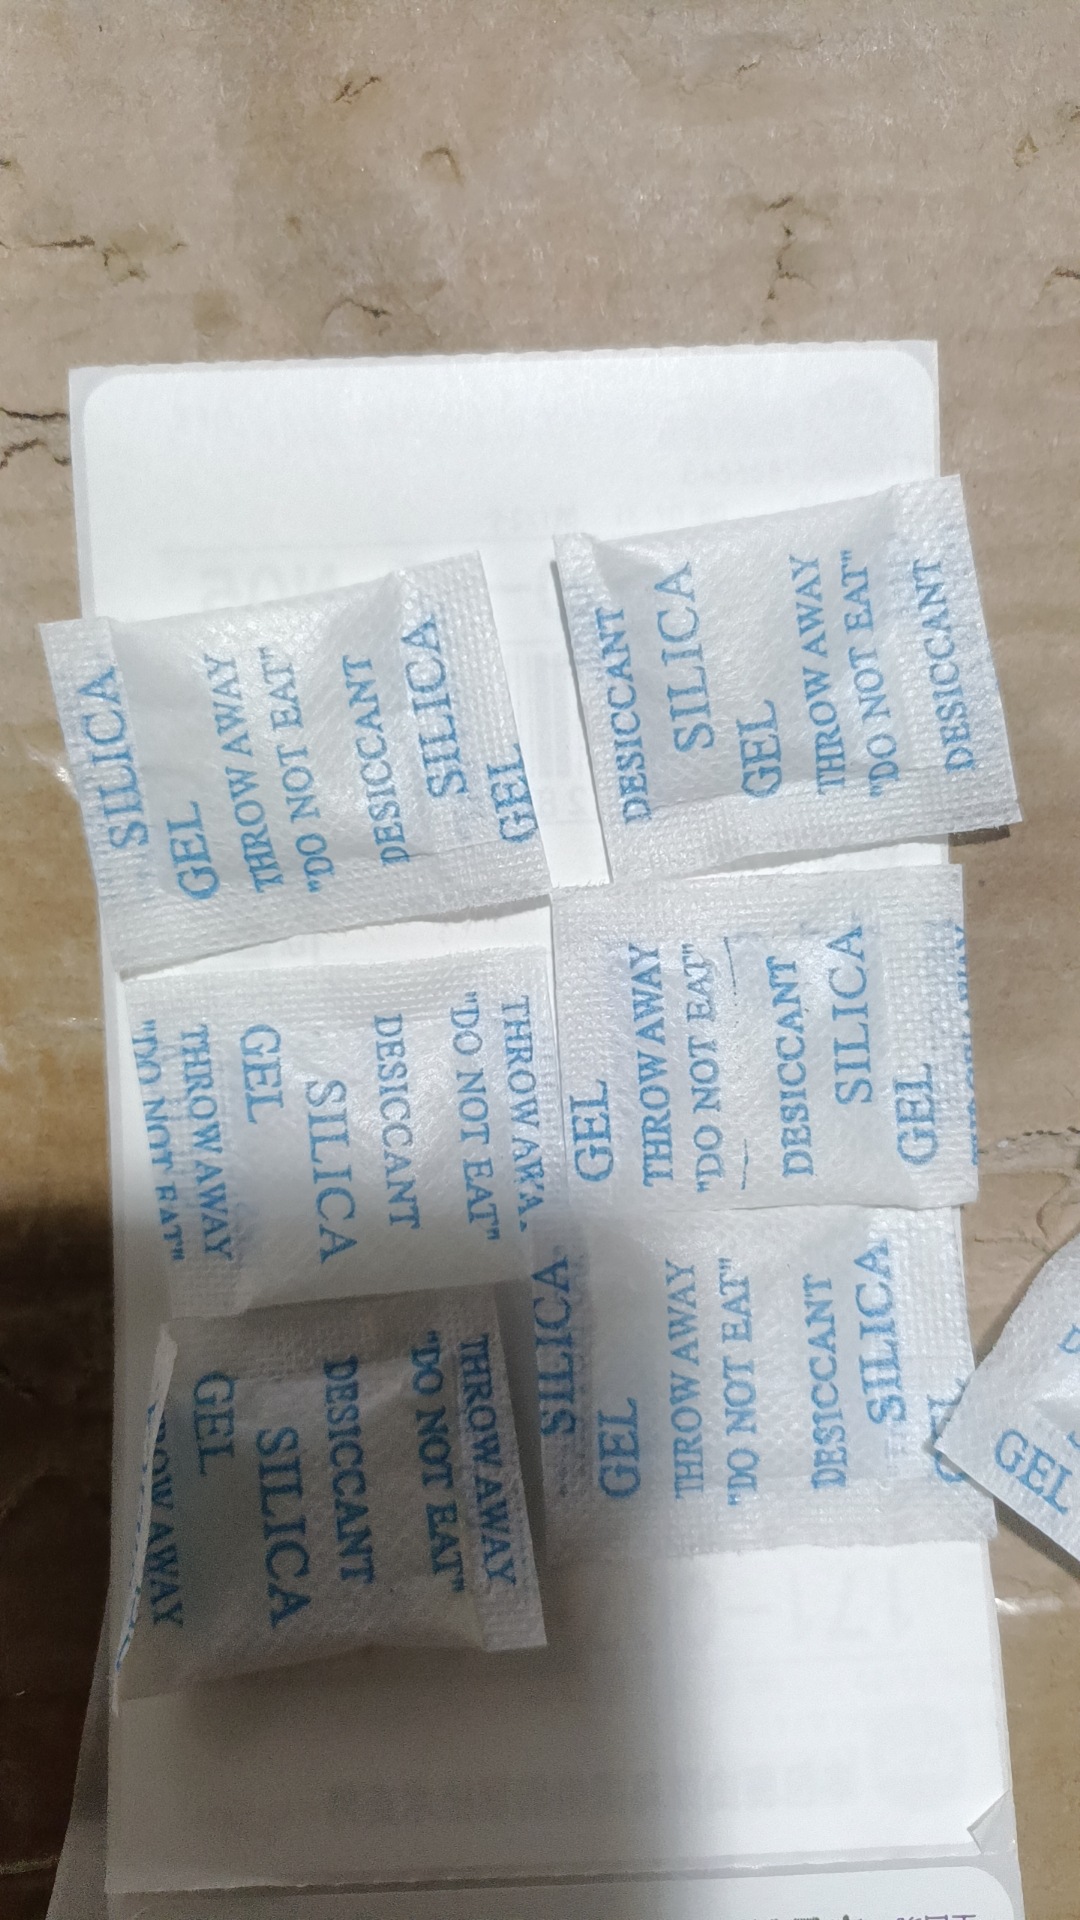 SILICA
GEL
THROW AWAY
"DO NOT EAT"
DESICCANT
SILICA
GEL
DESICCANT
SILICA
GEL
THROW AWAY
"DO NOT EAT"
DESICCANT
THROW AWA
"DO NOT EAT"
DESICCANT
SILICA
GEL
THROW AWAY
"DO NOT EAT"
GEL
THROW AWAY
"DO NOT EAT"
DESICCANT
SILICA
GEL
THROW AWAY
"DO NOT EAT"
DESICCANT
SILICA
GEL
ROW AWAY
SILICA
GEL
THROW AWAY
"DO NOT EAT"
DESICCANT
SILICA
GEL
GEL